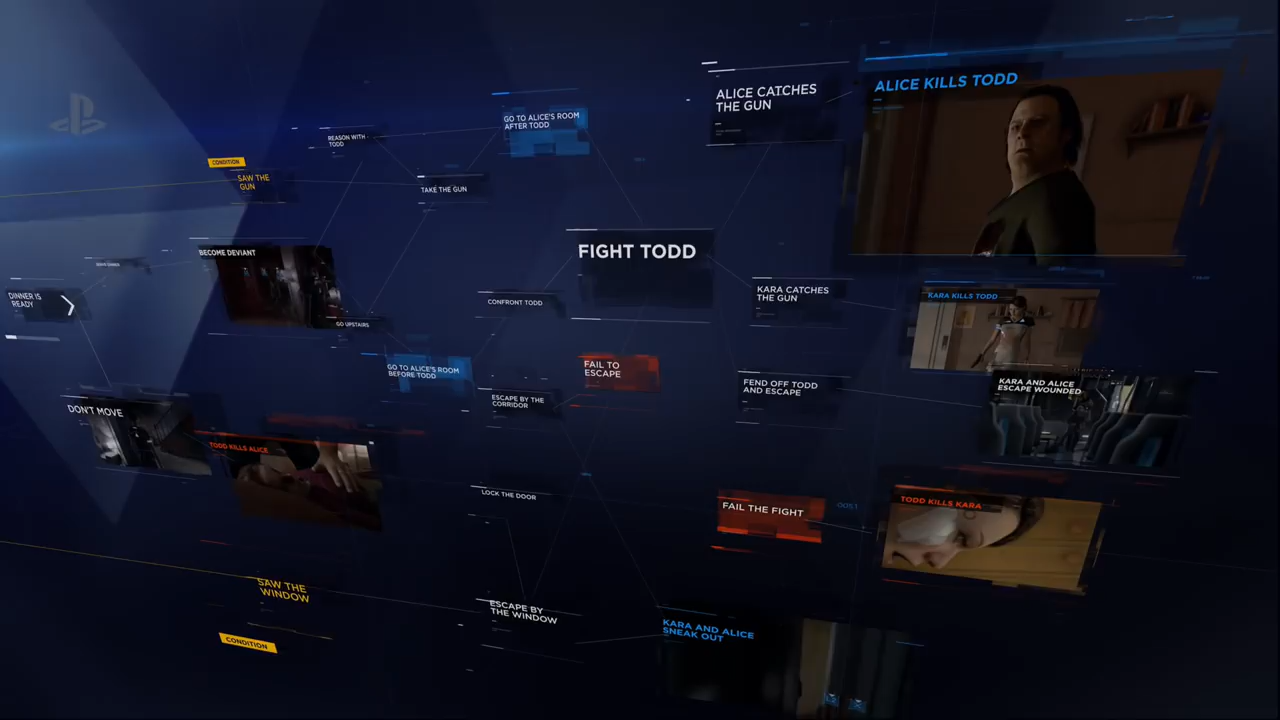 ALICE KILLS TODD
ALICE CATCHES
THE GUN
GO TO ALICE'S ROOM
AFTER TODD
REASON WITH
TODD
CONDITION
SAW THE
GUN
TAKE THE GUN
BECOME DEVIANT
FIGHT TODD
DINNER IS
READY
KARA CATCHES
THE GUN
KARA KILLS TODD
CONFRONT TODD
GO UPSTAIRS
GO TO ALICE'S ROOM
BEFORE TODD
FAIL TO
ESCAPE
FEND OFF TODD
AND ESCAPE
KARA AND ALICE
ESCAPE WOUNDED
ESCAPE BY THE
CORRIDOR
DON'T MOVE
TODD KILLS ALICE
LOCK THE DOOR
FAIL THE FIGHT
0051
TODD KILLS KARA
SAW THE
WINDOW
CONDITION
ESCAPE BY
THE WINDOW
KARA AND ALICE
SNEAK OUT